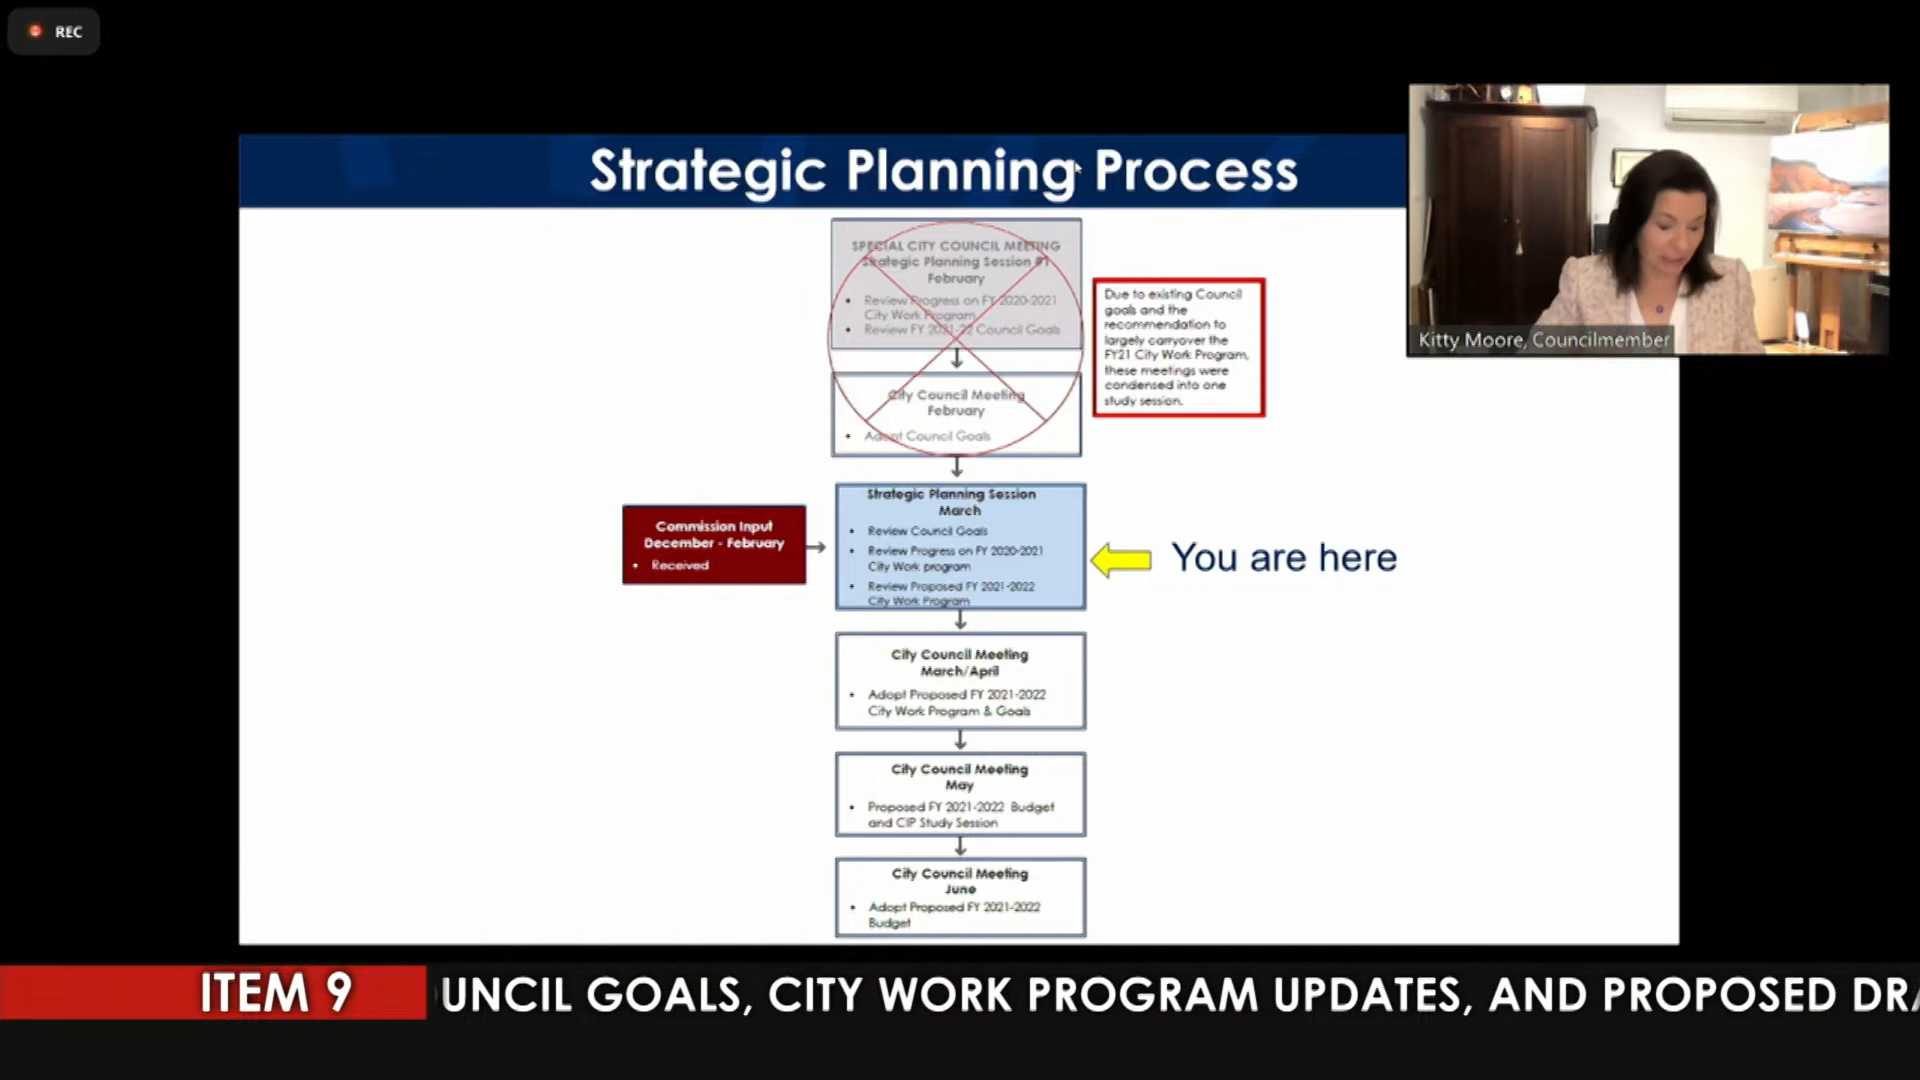 REC
Strategic Planning Process
SPECIAL CITY COUNCIL MEETING
Strategic Planning Session #1
February
• Review Progress on FY 2020-2021
City Work Program
• Review FY 2021-22 Council Goals
City Council Meeting
February
• Adopt Council Goals
Due to existing Council
goals and the
recommendation to
largely carryover the
FY21 City Work Program,
these meetings were
condensed into one
study session.
Kitty Moore, Councilmember
Commission Input
December - February
• Received
Strategic Planning Session
March
• Review Council Goals
• Review Progress on FY 2020-2021
City Work program
• Review Proposed FY 2021-2022
City Work Program
You are here
City Council Meeting
March/April
• Adopt Proposed FY 2021-2022
City Work Program & Goals
City Council Meeting
May
• Proposed FY 2021-2022 Budget
and CIP Study Session
City Council Meeting
June
• Adopt Proposed FY 2021-2022
Budget
ITEM 9
UNCIL GOALS, CITY WORK PROGRAM UPDATES, AND PROPOSED DRA